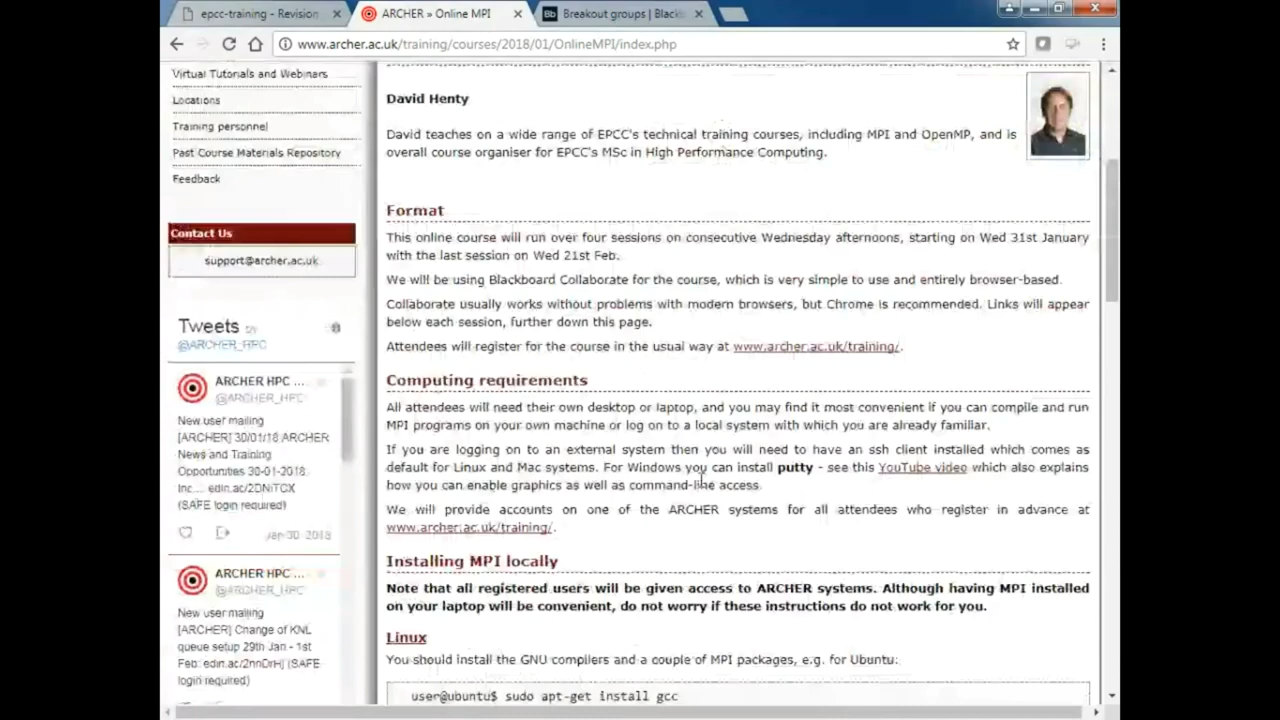 epcc-training - Revision
ARCHER » Online MPI
Breakout groups | Blackb
www.archer.ac.uk/training/courses/2018/01/OnlineMPI/index.php
Virtual Tutorials and Webinars
Locations
Training personnel
Past Course Materials Repository
Feedback
Contact Us
support@archer.ac.uk
Tweets by
@ARCHER_HPC
ARCHER HPC ...
@ARCHER_HPC
New user mailing
[ARCHER] 30/01/18 ARCHER
News and Training
Opportunities 30-01-2018
Inc... edin.ac/2DNiTCX
(SAFE login required)
Jan 30, 2018
ARCHER HPC ...
@ARCHER_HPC
New user mailing
[ARCHER] Change of KNL
queue setup 29th Jan - 1st
Feb: edin.ac/2nnDrHj (SAFE
login required)
David Henty
David teaches on a wide range of EPCC's technical training courses, including MPI and OpenMP, and is
overall course organiser for EPCC's MSc in High Performance Computing.
Format
This online course will run over four sessions on consecutive Wednesday afternoons, starting on Wed 31st January
with the last session on Wed 21st Feb.
We will be using Blackboard Collaborate for the course, which is very simple to use and entirely browser-based.
Collaborate usually works without problems with modern browsers, but Chrome is recommended. Links will appear
below each session, further down this page.
Attendees will register for the course in the usual way at www.archer.ac.uk/training/.
Computing requirements
All attendees will need their own desktop or laptop, and you may find it most convenient if you can compile and run
MPI programs on your own machine or log on to a local system with which you are already familiar.
If you are logging on to an external system then you will need to have an ssh client installed which comes as
default for Linux and Mac systems. For Windows you can install putty - see this YouTube video which also explains
how you can enable graphics as well as command-line access.
We will provide accounts on one of the ARCHER systems for all attendees who register in advance at
www.archer.ac.uk/training/.
Installing MPI locally
Note that all registered users will be given access to ARCHER systems. Although having MPI installed
on your laptop will be convenient, do not worry if these instructions do not work for you.
Linux
You should install the GNU compilers and a couple of MPI packages, e.g. for Ubuntu:
user@ubuntu$ sudo apt-get install gcc